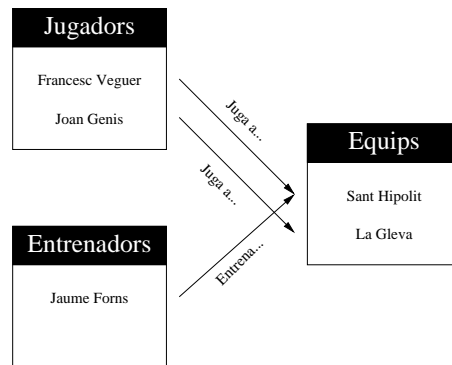 Jugadors
Francesc Veguer
Joan Genis
Juga a...
Juga a...
Equips
Sant Hipolit
La Gleva
Entrenadors
Jaume Forns
Entrena...